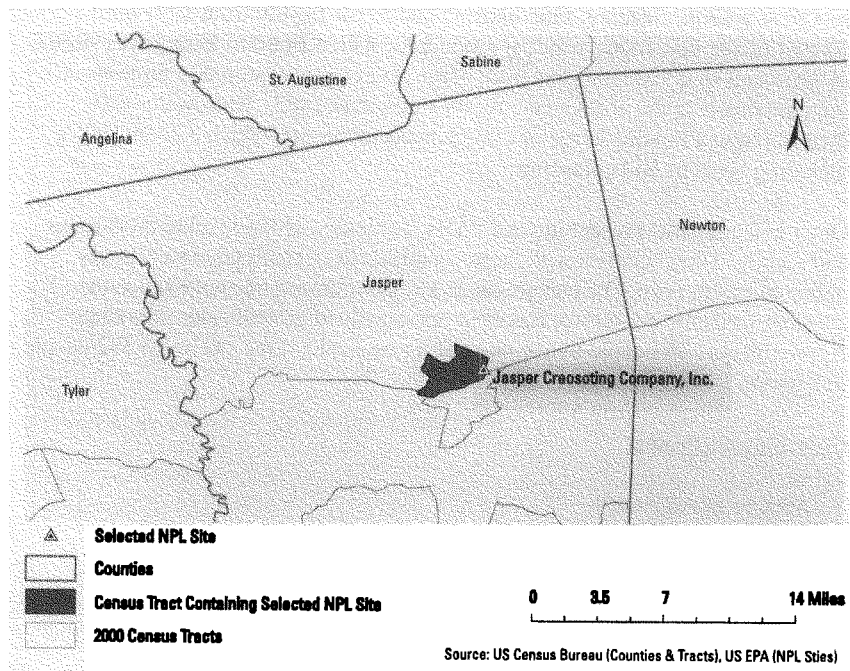 Sabine
St. Augustine
N
Angelina
Newton
Jasper
Jasper Creosoting Company, Inc.
Tyler
Selected NPL Site
Counties
Census Tract Containing Selected NPL Site
2000 Census Tracts
0 3.5 7 14 Miles
Source: US Census Bureau (Counties & Tracts), US EPA (NPL Sties)